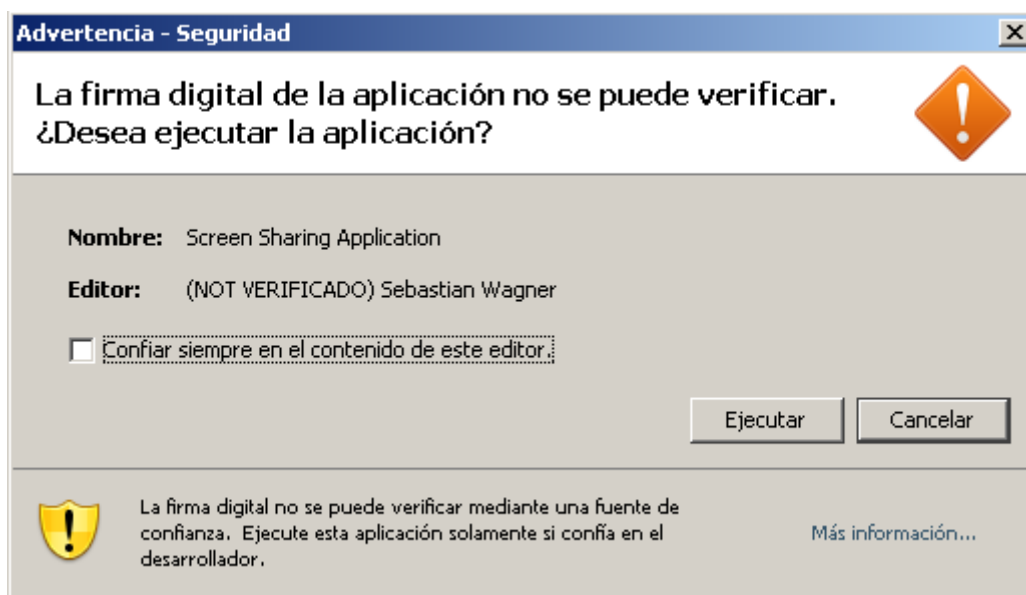 Advertencia - Seguridad
La firma digital de la aplicación no se puede verificar.
¿Desea ejecutar la aplicación?
Nombre: Screen Sharing Application
Editor: (NOT VERIFICADO) Sebastian Wagner
Confiar siempre en el contenido de este editor.
Ejecutar Cancelar
La firma digital no se puede verificar mediante una fuente de
confianza. Ejecute esta aplicación solamente si confía en el
desarrollador.
Más información...